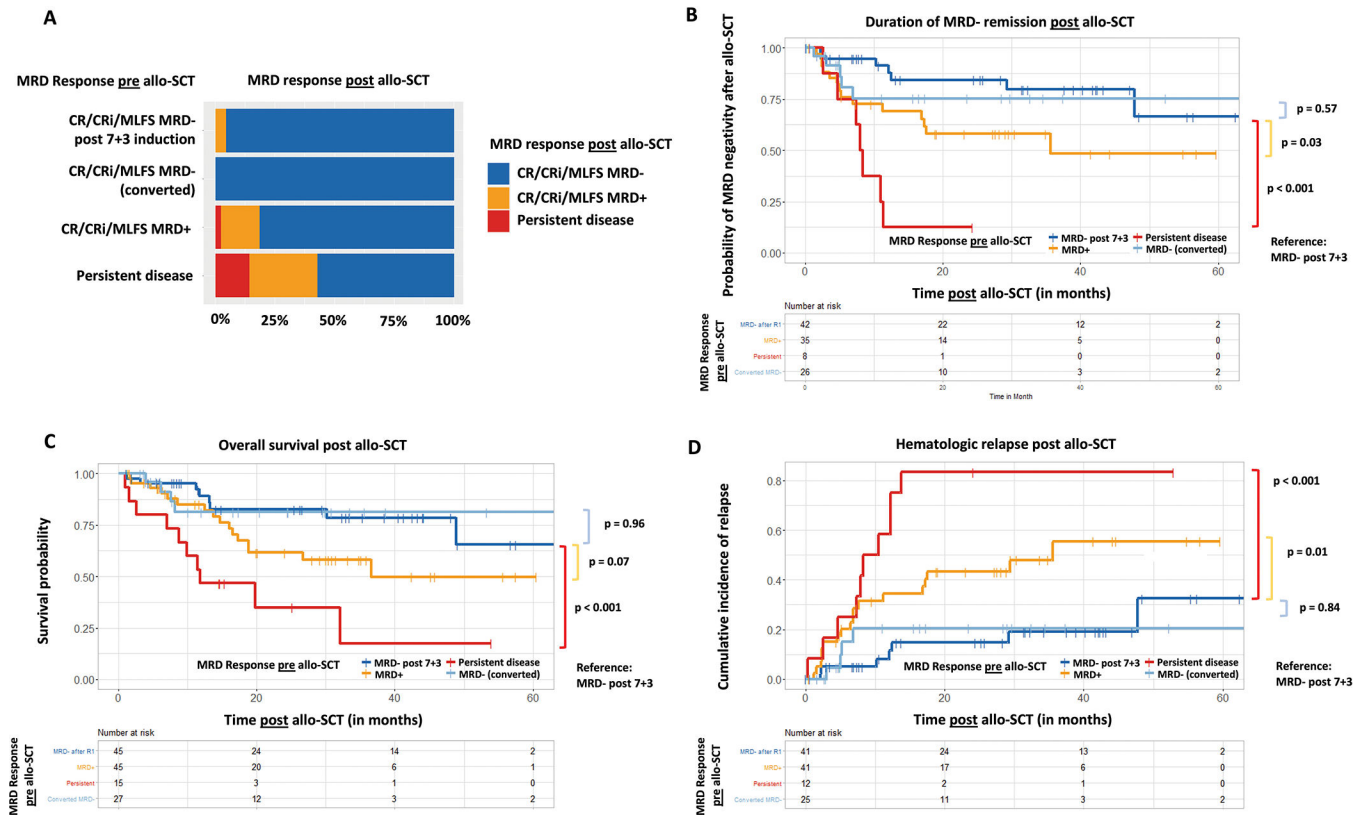 A
MRD Response pre allo-SCT
MRD response post allo-SCT
CR/CRi/MLFS MRD-
post 7+3 induction
CR/CRi/MLFS MRD-
(converted)
CR/CRi/MLFS MRD+
Persistent disease
0% 25% 50% 75% 100%
MRD response post allo-SCT
CR/CRi/MLFS MRD-
CR/CRi/MLFS MRD+
Persistent disease
B
Duration of MRD- remission post allo-SCT
Probability of MRD negativity after allo-SCT
1.00
0.75
0.50
0.25
0.00
MRD Response pre allo-SCT
MRD- post 7+3
Persistent disease
MRD+
MRD- (converted)
0 20 40 60
p = 0.57
p = 0.03
p < 0.001
Reference:
MRD- post 7+3
Time post allo-SCT (in months)
Number at risk
MRD Response
pre allo-SCT
MRD- after R1 42 22 12 2
MRD+ 35 14 5 0
Persistent 8 1 0 0
Converted MRD- 26 10 3 2
0 20 40 60
Time in Month
C
Overall survival post allo-SCT
Survival probability
1.00
0.75
0.50
0.25
0.00
MRD Response pre allo-SCT
MRD- post 7+3
Persistent disease
MRD+
MRD- (converted)
0 20 40 60
p = 0.96
p = 0.07
p < 0.001
Reference:
MRD- post 7+3
Time post allo-SCT (in months)
Number at risk
MRD Response
pre allo-SCT
MRD- after R1 45 24 14 2
MRD+ 45 20 6 1
Persistent 15 3 1 0
Converted MRD- 27 12 3 2
D
Hematologic relapse post allo-SCT
Cumulative incidence of relapse
0.8
0.6
0.4
0.2
0.0
MRD Response pre allo-SCT
MRD- post 7+3
Persistent disease
MRD+
MRD- (converted)
0 20 40 60
p < 0.001
p = 0.01
p = 0.84
Reference:
MRD- post 7+3
Time post allo-SCT (in months)
Number at risk
MRD Response
pre allo-SCT
MRD- after R1 41 24 13 2
MRD+ 41 17 6 0
Persistent 12 2 1 0
Converted MRD- 25 11 3 2